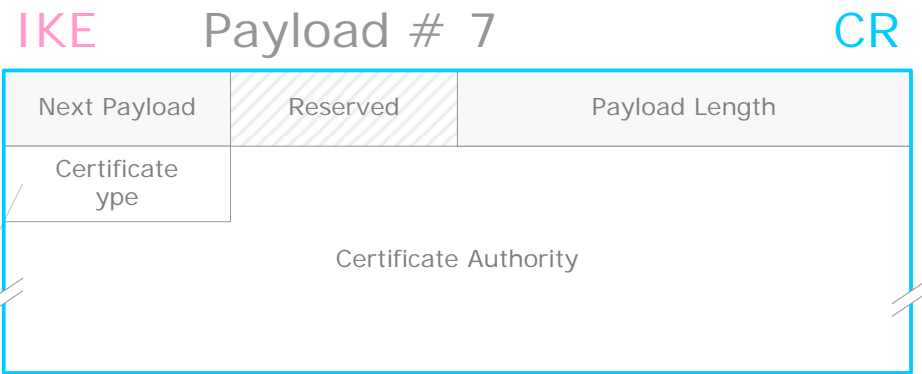 IKE Payload # 7 CR
Next Payload Reserved Payload Length
Certificate
ype
Certificate Authority